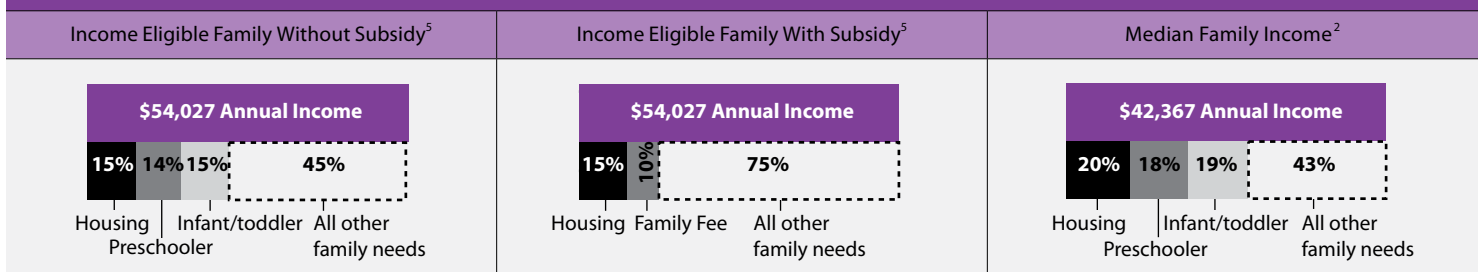 Income Eligible Family Without Subsidy5
Income Eligible Family With Subsidy5
Median Family Income2
$54,027 Annual Income
15% 14% 15% 45%
Housing Infant/toddler All other
Preschooler family needs
$54,027 Annual Income
15% 10% 75%
Housing Family Fee All other
family needs
$42,367 Annual Income
20% 18% 19% 43%
Housing Infant/toddler All other
Preschooler family needs